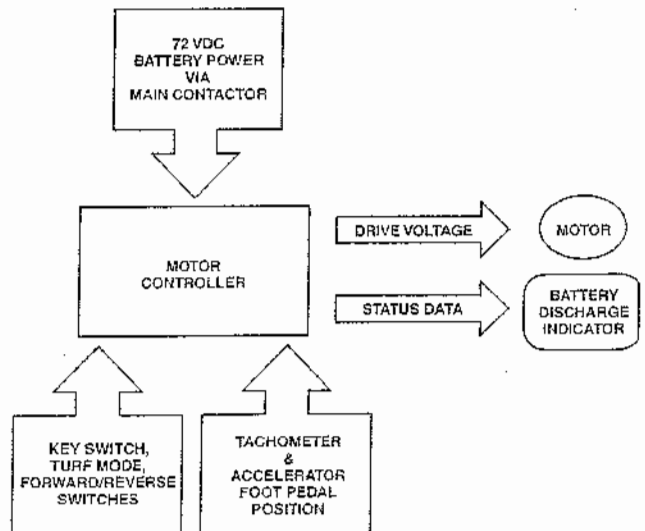 72 VDC
BATTERY POWER
VIA
MAIN CONTACTOR
MOTOR
CONTROLLER
DRIVE VOLTAGE
MOTOR
STATUS DATA
BATTERY
DISCHARGE
INDICATOR
KEY SWITCH,
TURF MODE,
FORWARD/REVERSE
SWITCHES
TACHOMETER
&
ACCELERATOR
FOOT PEDAL
POSITION